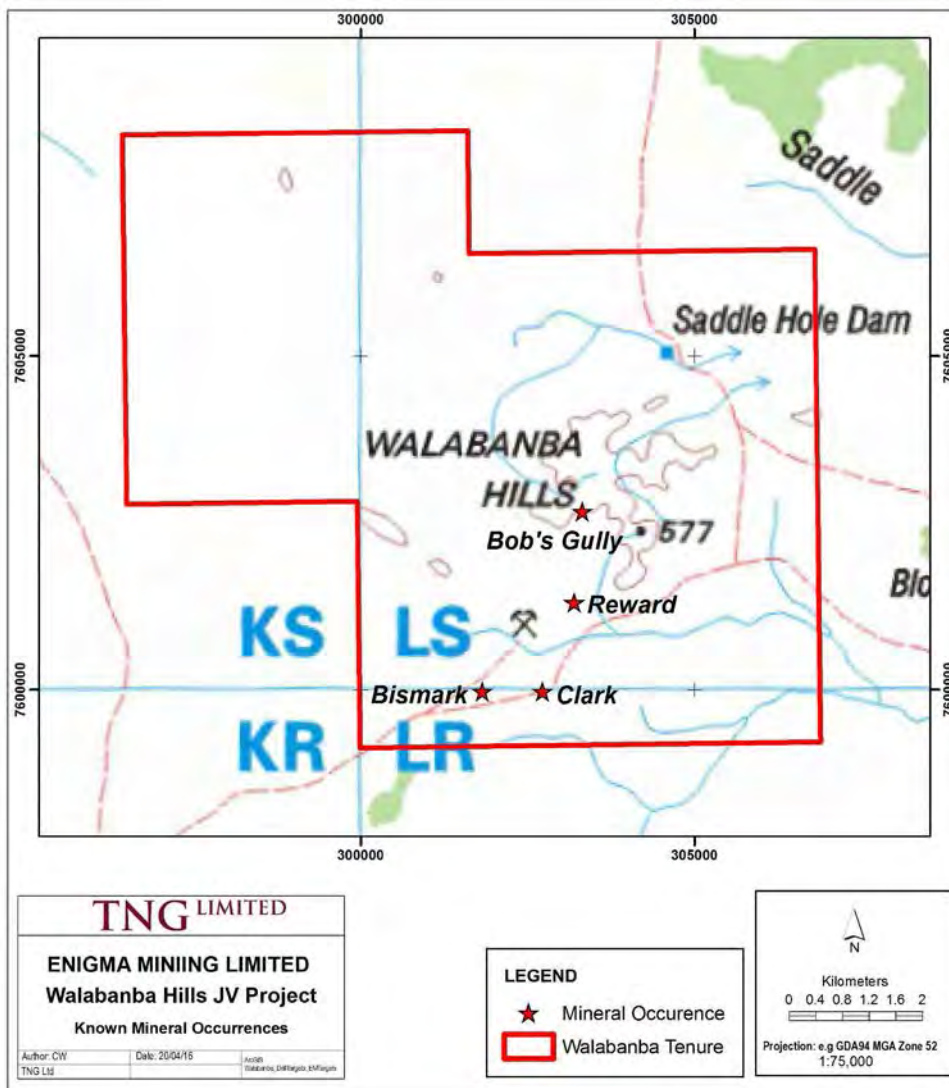 300000
305000
Saddle
7605000
7605000
Saddle Hole Dam
WALABANBA
HILLS
Bob's Gully
577
Blo
Reward
KS
LS
Bismark
Clark
7600000
7600000
KR
LR
300000
305000
TNG LIMITED
ENIGMA MINIING LIMITED
Walabanba Hills JV Project
Known Mineral Occurrences
Author: CW
Date: 20/04/16
TNG Ltd
ArcGIS
LEGEND
Mineral Occurence
Walabanba Tenure
N
Kilometers
0 0.4 0.8 1.2 1.6 2
Projection: e.g GDA94 MGA Zone 52
1:75,000